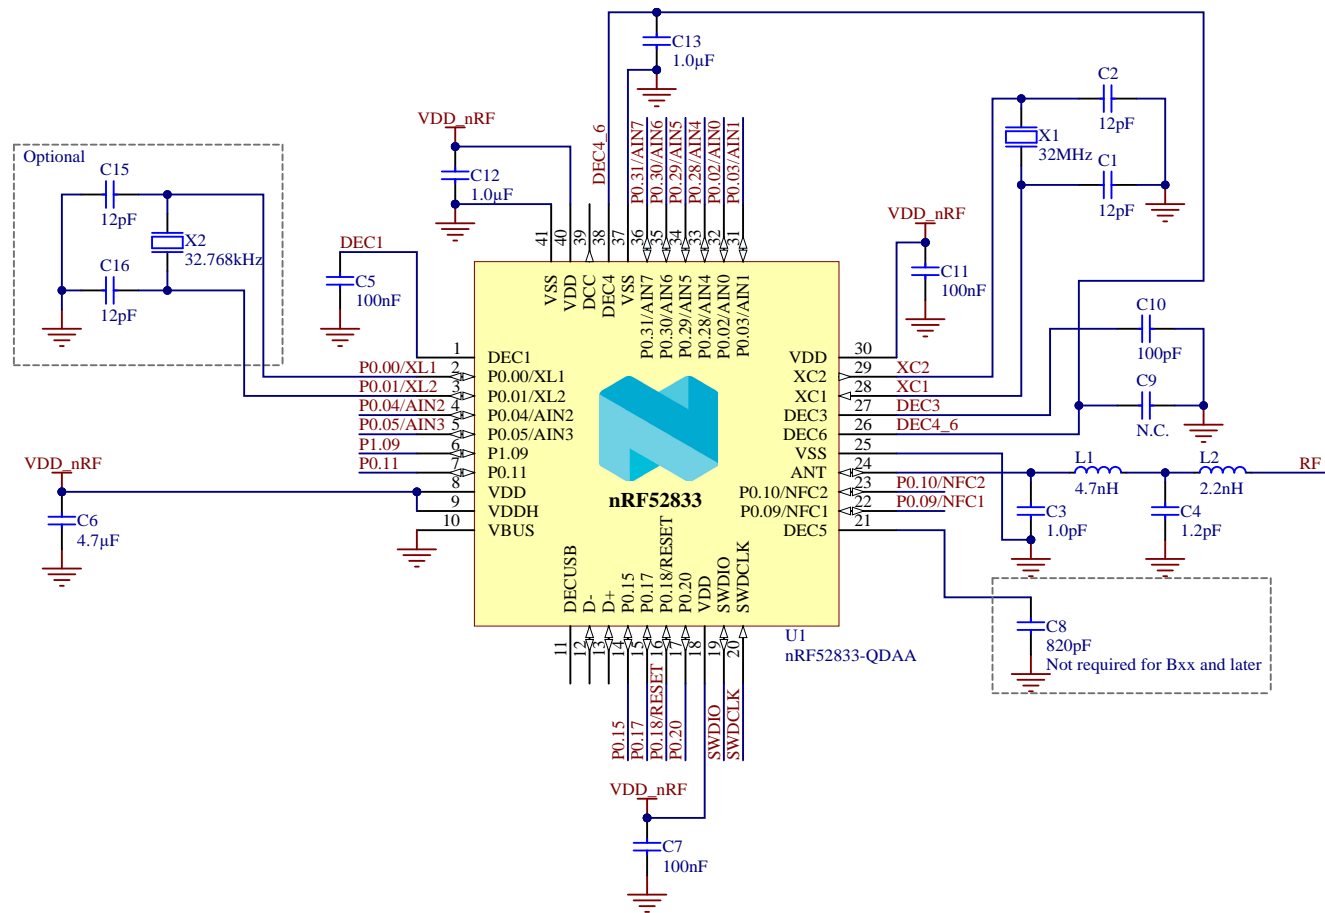 C13
1.0µF
C2
12pF
X1
32MHz
C1
12pF
VDD_nRF
C12
1.0µF
DEC4_6
P0.31/AIN7
P0.30/AIN6
P0.29/AIN5
P0.28/AIN4
P0.02/AIN0
P0.03/AIN1
Optional
C15
12pF
X2
32.768kHz
C16
12pF
DEC1
C5
100nF
VDD_nRF
C11
100nF
C10
100pF
C9
N.C.
41
40
39
38
37
36
35
34
33
32
31
VSS
VDD
DCC
DEC4
VSS
P0.31/AIN7
P0.30/AIN6
P0.29/AIN5
P0.28/AIN4
P0.02/AIN0
P0.03/AIN1
1 DEC1
P0.00/XL1 2 P0.00/XL1
P0.01/XL2 3 P0.01/XL2
P0.04/AIN2 4 P0.04/AIN2
P0.05/AIN3 5 P0.05/AIN3
P1.09 6 P1.09
P0.11 7 P0.11
8 VDD
9 VDDH
10 VBUS
VDD_nRF
C6
4.7µF
nRF52833
VDD 30
XC2 29 XC2
XC1 28 XC1
DEC3 27 DEC3
DEC6 26 DEC4_6
VSS 25
ANT 24
P0.10/NFC2 23 P0.10/NFC2
P0.09/NFC1 22 P0.09/NFC1
DEC5 21
L1
4.7nH
L2
2.2nH
RF
C3
1.0pF
C4
1.2pF
C8
820pF
Not required for Bxx and later
DECUSB
D-
D+
P0.15
P0.17
P0.18/RESET
P0.20
VDD
SWDIO
SWDCLK
11
12
13
14
15
16
17
18
19
20
U1
nRF52833-QDAA
P0.15
P0.17
P0.18/RESET
P0.20
SWDIO
SWDCLK
VDD_nRF
C7
100nF